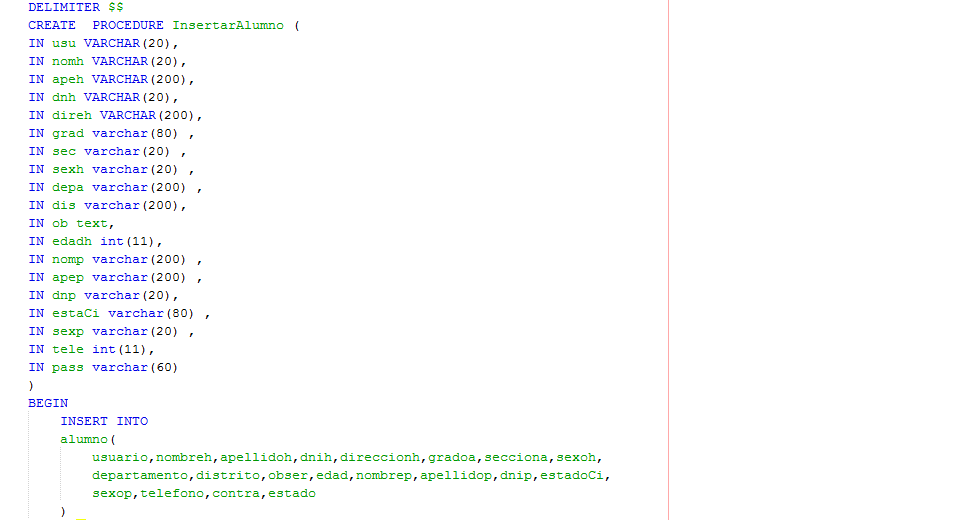 DELIMITER $$
CREATE  PROCEDURE InsertarAlumno (
IN usu VARCHAR(20),
IN nomh VARCHAR(20),
IN apeh VARCHAR(200),
IN dnh VARCHAR(20),
IN direh VARCHAR(200),
IN grad varchar(80) ,
IN sec varchar(20) ,
IN sexh varchar(20) ,
IN depa varchar(200) ,
IN dis varchar(200),
IN ob text,
IN edadh int(11),
IN nomp varchar(200) ,
IN apep varchar(200) ,
IN dnp varchar(20),
IN estaCi varchar(80) ,
IN sexp varchar(20) ,
IN tele int(11),
IN pass varchar(60)
)
BEGIN
    INSERT INTO
    alumno(
        usuario,nombreh,apellidoh,dnih,direccionh,gradoa,secciona,sexoh,
        departamento,distrito,obser,edad,nombrep,apellidop,dnip,estadoCi,
        sexop,telefono,contra,estado
    )